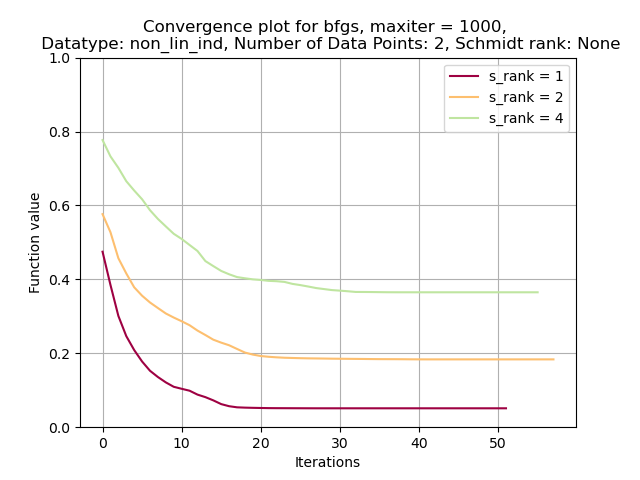 Convergence plot for bfgs, maxiter = 1000,
Datatype: non_lin_ind, Number of Data Points: 2, Schmidt rank: None
1.0
0.8
0.6
0.4
0.2
0.0
Function value
s_rank = 1
s_rank = 2
s_rank = 4
0 10 20 30 40 50
Iterations